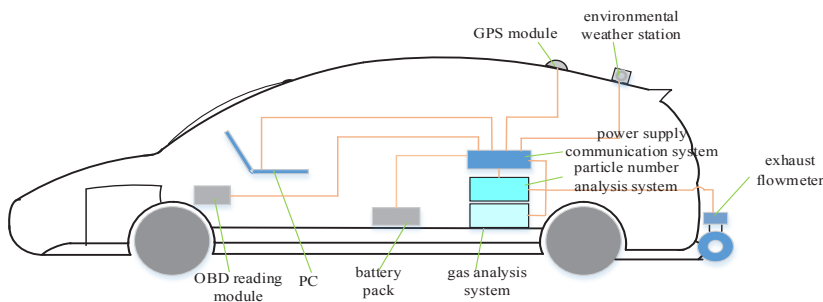 GPS module
environmental
weather station
power supply
communication system
particle number
analysis system
exhaust
flowmeter
OBD reading
module
PC
battery
pack
gas analysis
system